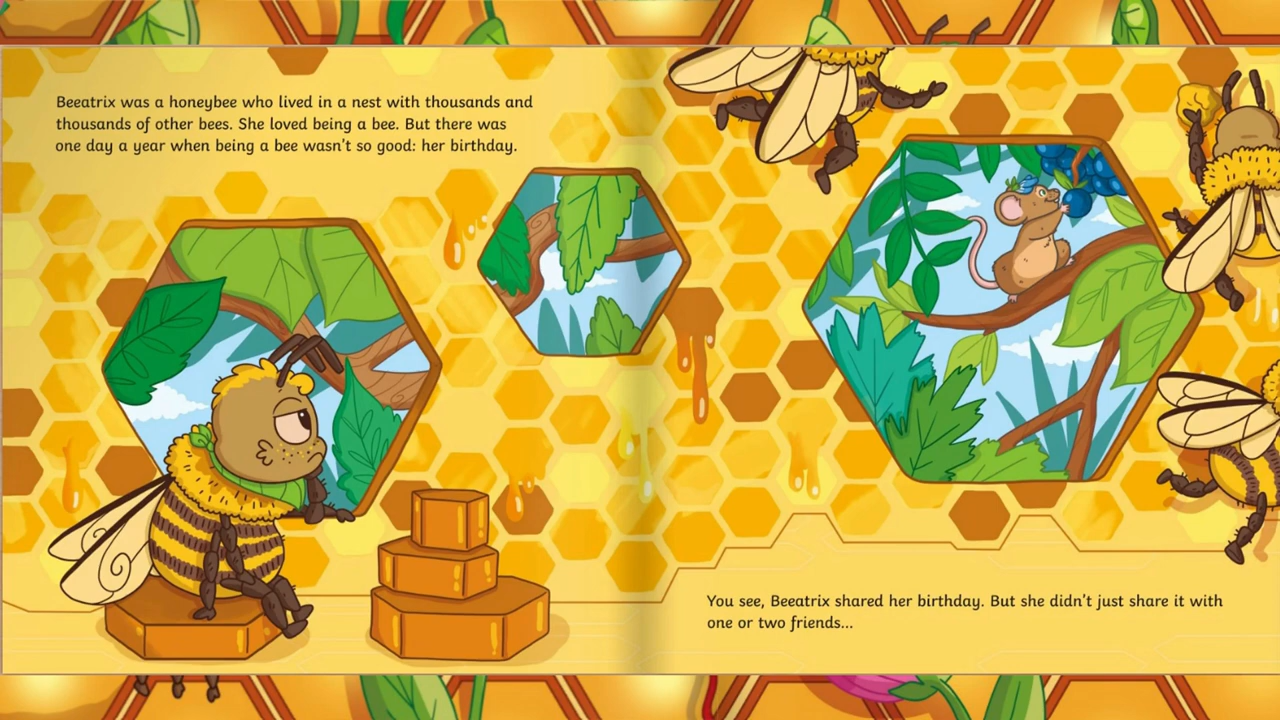 Beeatrix was a honeybee who lived in a nest with thousands and
thousands of other bees. She loved being a bee. But there was
one day a year when being a bee wasn't so good: her birthday.
You see, Beeatrix shared her birthday. But she didn't just share it with
one or two friends...